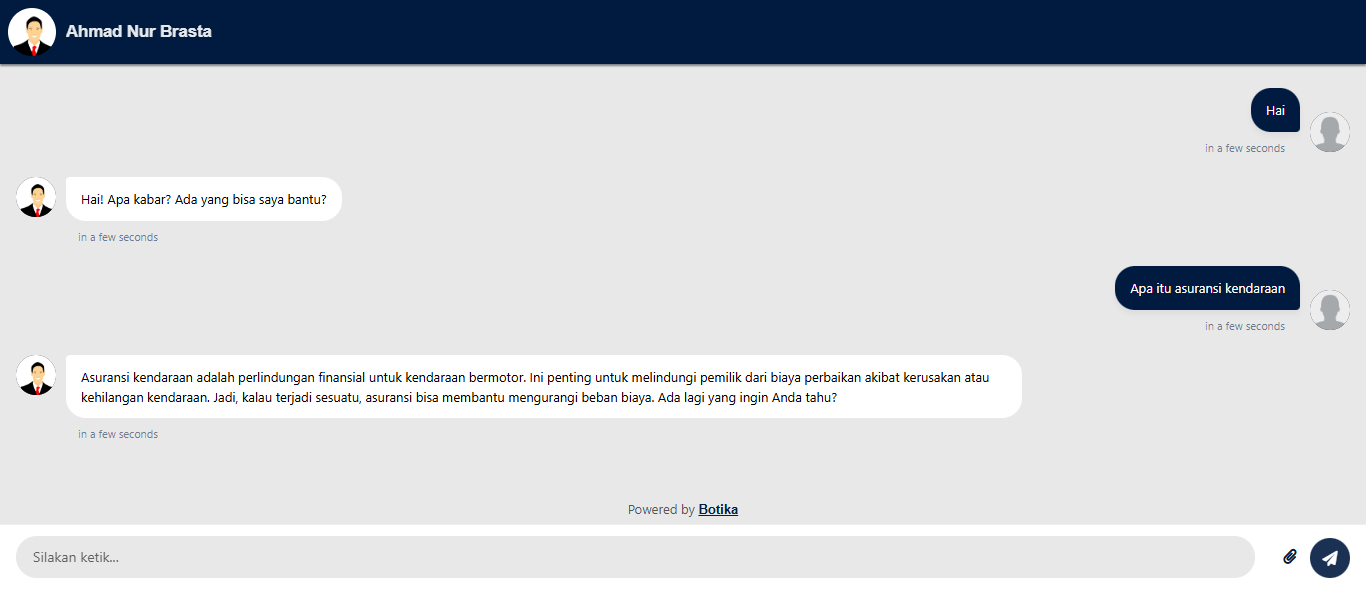 Ahmad Nur Brasta
Hai
in a few seconds
Hai! Apa kabar? Ada yang bisa saya bantu?
in a few seconds
Apa itu asuransi kendaraan
in a few seconds
Asuransi kendaraan adalah perlindungan finansial untuk kendaraan bermotor. Ini penting untuk melindungi pemilik dari biaya perbaikan akibat kerusakan atau
kehilangan kendaraan. Jadi, kalau terjadi sesuatu, asuransi bisa membantu mengurangi beban biaya. Ada lagi yang ingin Anda tahu?
in a few seconds
Powered by Botika
Silakan ketik...